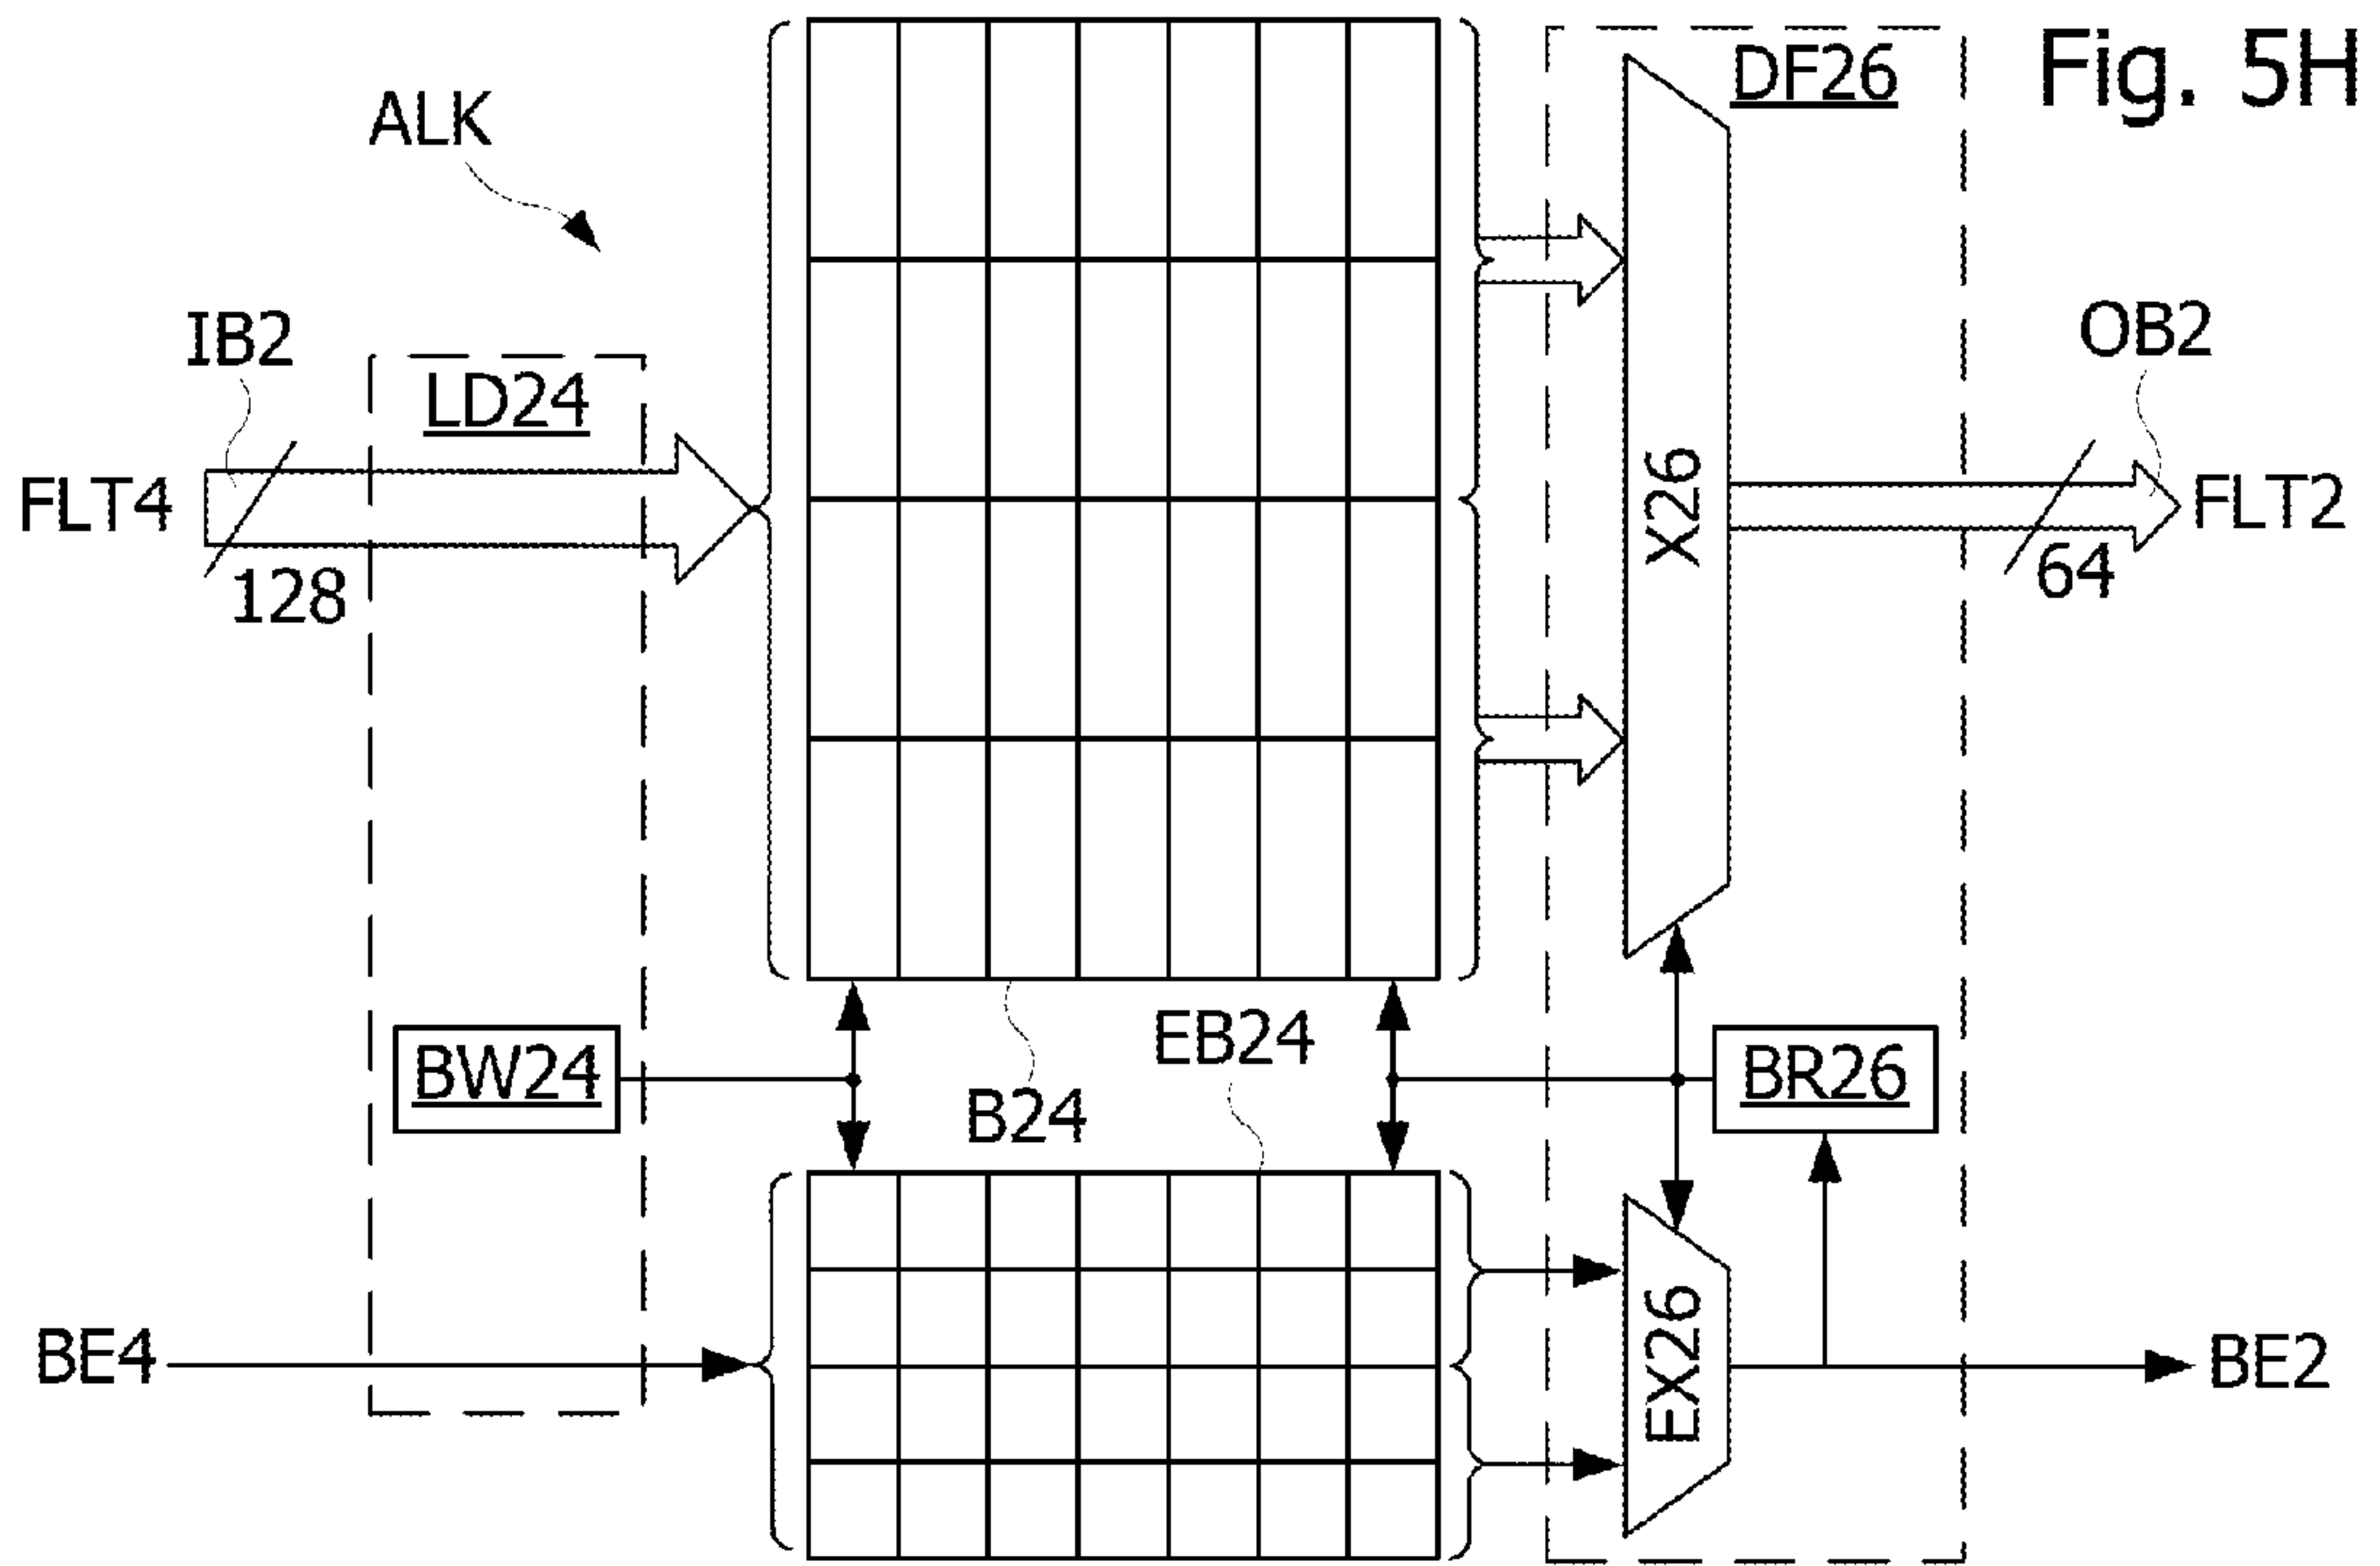 Fig. 5H
DF26
ALK
IB2
LD24
OB2
FLT4
X26
FLT2
128
64
BW24
EB24
BR26
B24
EX26
BE4
BE2